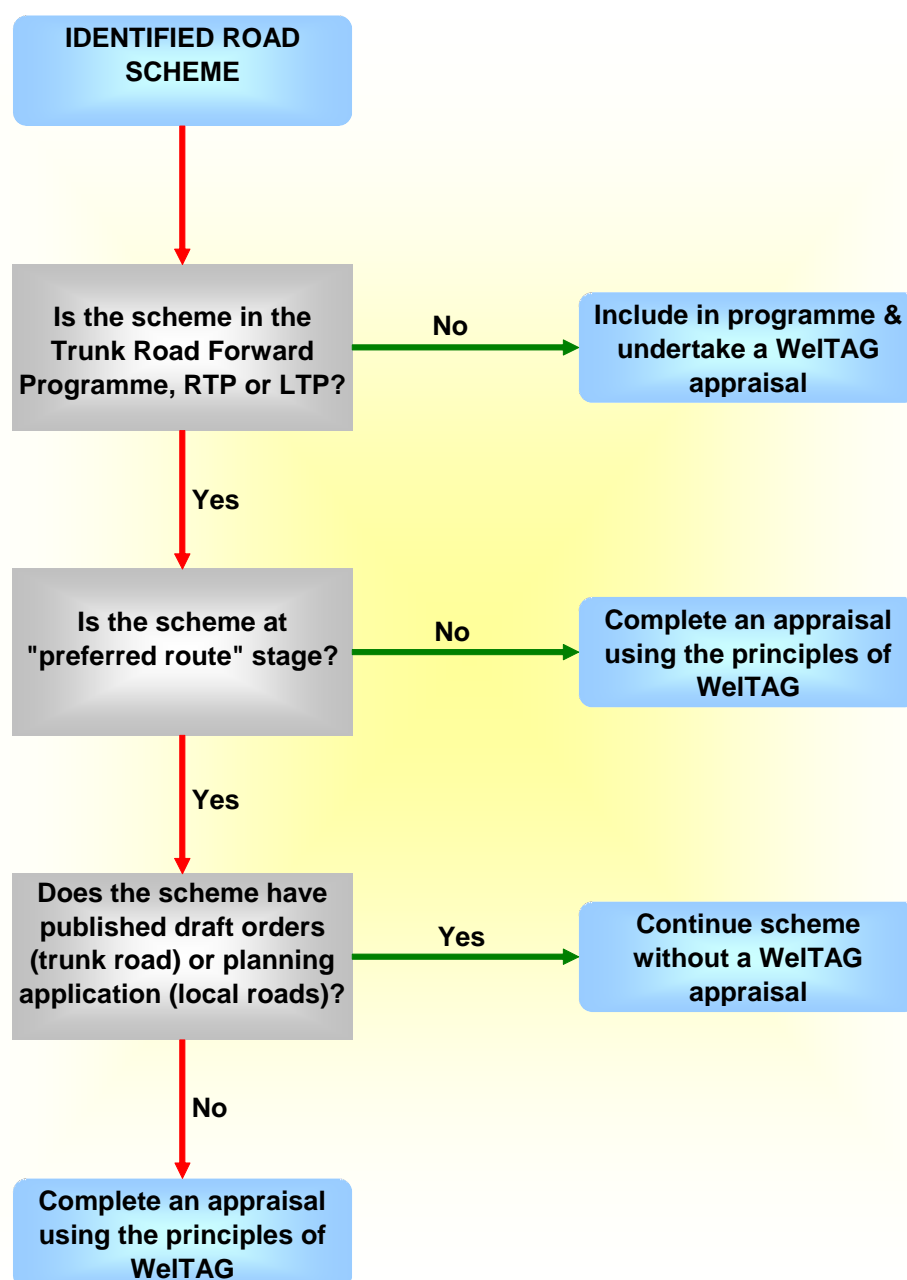 IDENTIFIED ROAD
SCHEME
Is the scheme in the
Trunk Road Forward
Programme, RTP or LTP?
No
Include in programme &
undertake a WelTAG
appraisal
Yes
Is the scheme at
"preferred route" stage?
No
Complete an appraisal
using the principles of
WelTAG
Yes
Does the scheme have
published draft orders
(trunk road) or planning
application (local roads)?
Yes
Continue scheme
without a WelTAG
appraisal
No
Complete an appraisal
using the principles of
WelTAG